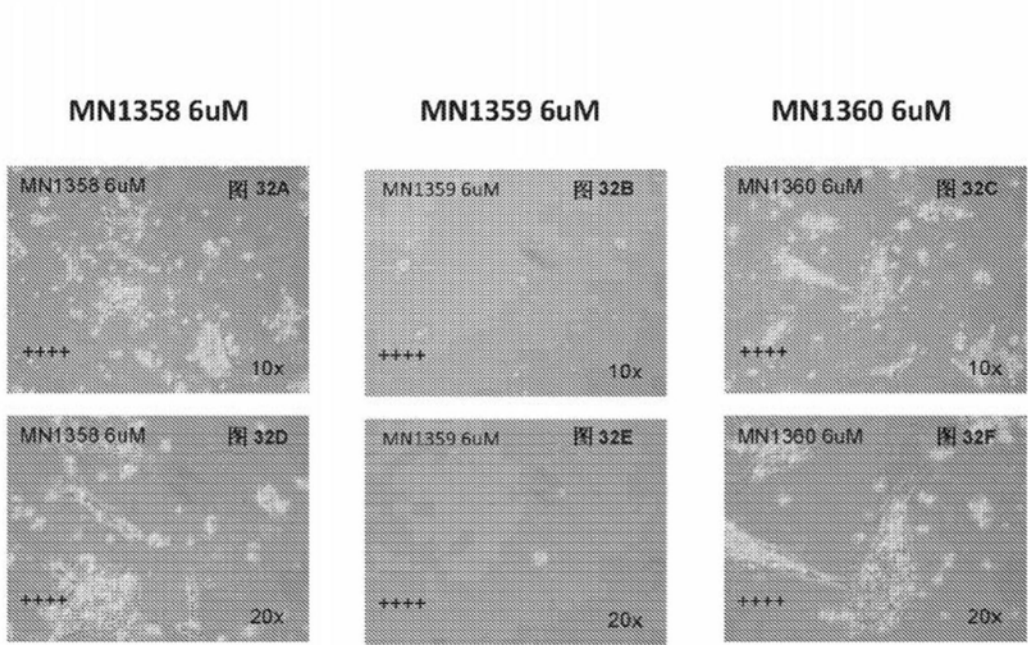 MN1358 6uM
MN1359 6uM
MN1360 6uM
MN1358 6uM 图 32A
++++
10x
MN1359 6uM 图 32B
++++
10x
MN1360 6uM 图 32C
++++
10x
MN1358 6uM 图 32D
++++
20x
MN1359 6uM 图 32E
++++
20x
MN1360 6uM 图 32F
++++
20x